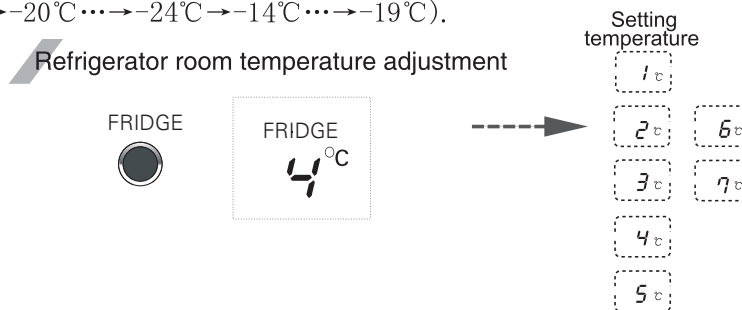 →-20℃···→-24℃→-14℃···→-19℃).
Setting
temperature
Refrigerator room temperature adjustment
FRIDGE
FRIDGE
4°C
1℃
2℃
6℃
3℃
7℃
4℃
5℃